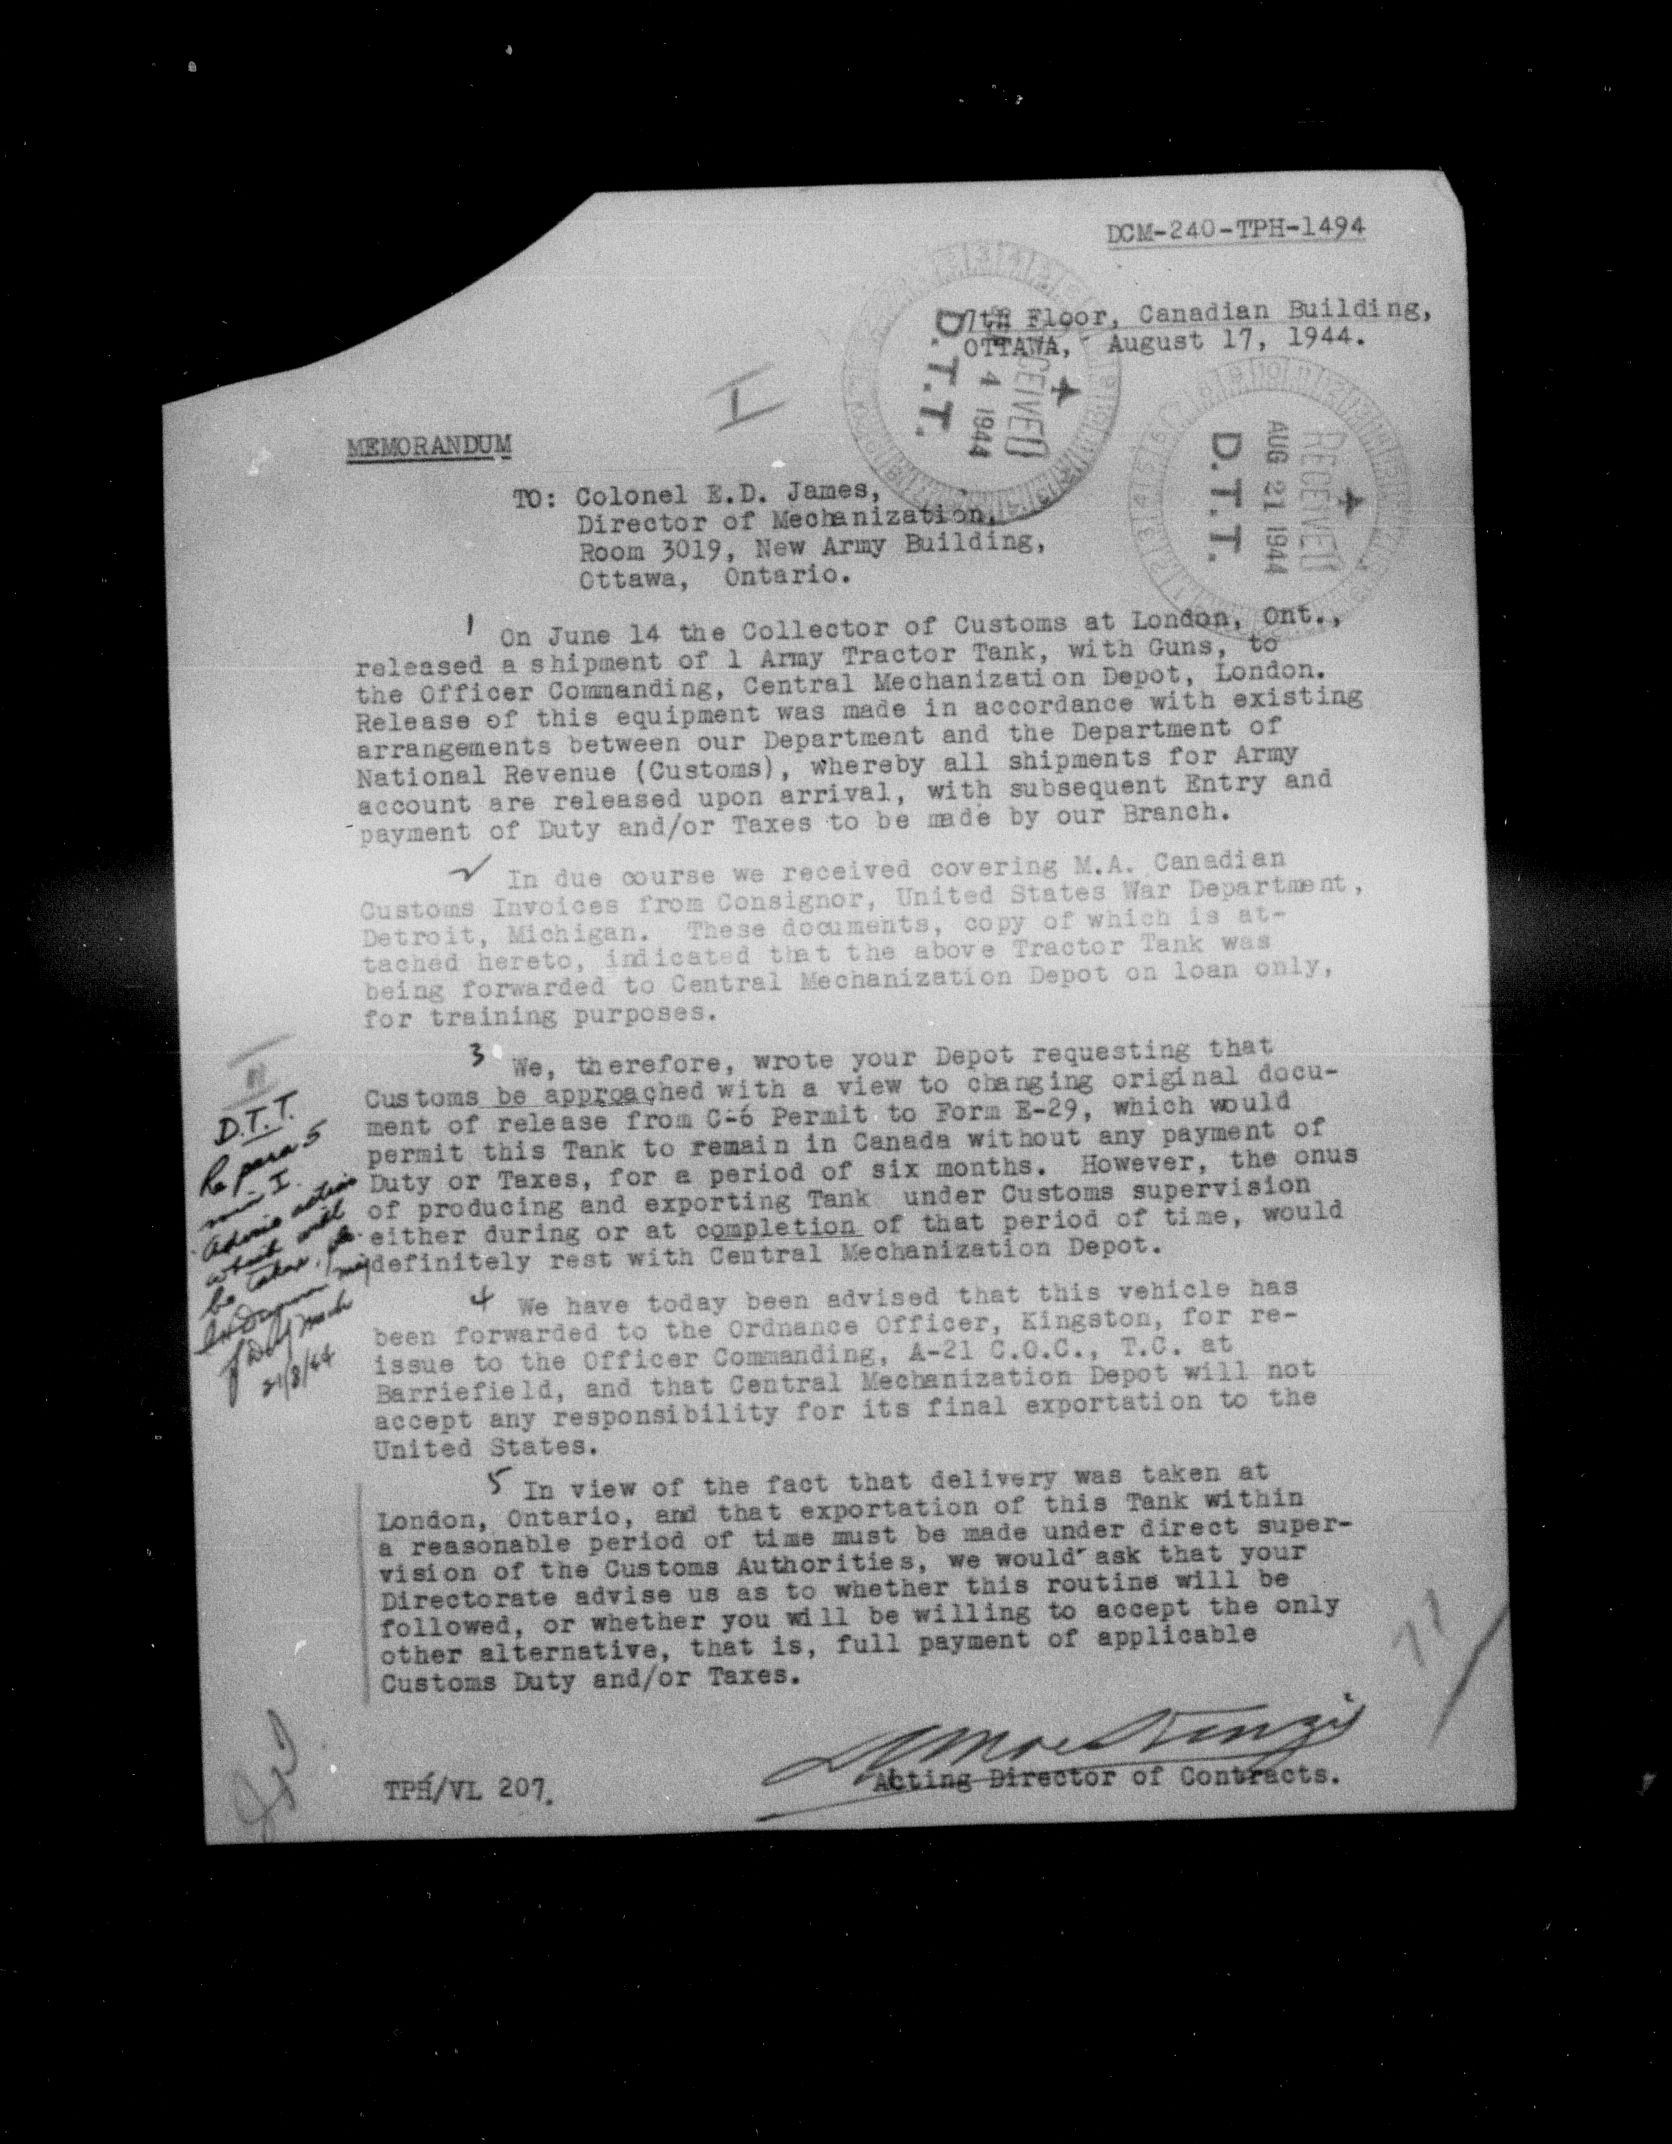 DCM-240-TPH-1494
7th Floor, Canadian Building,
OTTAWA, August 17, 1944.
RECEIVED
4 1944
D.T.T.
RECEIVED
AUG 21 1944
D.T.T.
I
MEMORANDUM
TO: Colonel E.D. James,
Director of Mechanization,
Room 3019, New Army Building,
Ottawa, Ontario.
1 On June 14 the Collector of Customs at London, Ont.,
released a shipment of 1 Army Tractor Tank, with Guns, to
the Officer Commanding, Central Mechanization Depot, London.
Release of this equipment was made in accordance with existing
arrangements between our Department and the Department of
National Revenue (Customs), whereby all shipments for Army
account are released upon arrival, with subsequent Entry and
payment of Duty and/or Taxes to be made by our Branch.
2 In due course we received covering M.A. Canadian
Customs Invoices from Consignor, United States War Department,
Detroit, Michigan. These documents, copy of which is at-
tached hereto, indicated that the above Tractor Tank was
being forwarded to Central Mechanization Depot on loan only,
for training purposes.
3 We, therefore, wrote your Depot requesting that
Customs be approached with a view to changing original docu-
ment of release from C-6 Permit to Form E-29, which would
permit this Tank to remain in Canada without any payment of
Duty or Taxes, for a period of six months. However, the onus
of producing and exporting Tank under Customs supervision
either during or at completion of that period of time, would
definitely rest with Central Mechanization Depot.
4 We have today been advised that this vehicle has
been forwarded to the Ordnance Officer, Kingston, for re-
issue to the Officer Commanding, A-21 C.O.C., T.C. at
Barriefield, and that Central Mechanization Depot will not
accept any responsibility for its final exportation to the
United States.
5 In view of the fact that delivery was taken at
London, Ontario, and that exportation of this Tank within
a reasonable period of time must be made under direct super-
vision of the Customs Authorities, we would ask that your
Directorate advise us as to whether this routine will be
followed, or whether you will be willing to accept the only
other alternative, that is, full payment of applicable
Customs Duty and/or Taxes.
II
D.T.T.
Re para 5
min I.
Advise action
what will
be taken, pls.
maj
21/8/44
Acting Director of Contracts.
TPH/VL 207.